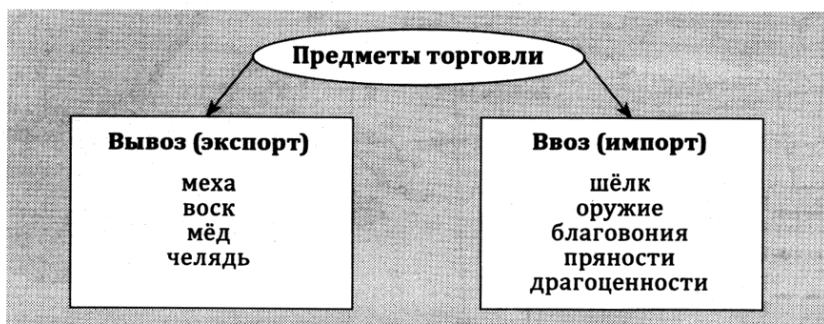 Предметы торговли
Вывоз (экспорт)
меха
воск
мёд
челядь
Ввоз (импорт)
шёлк
оружие
благовония
пряности
драгоценности